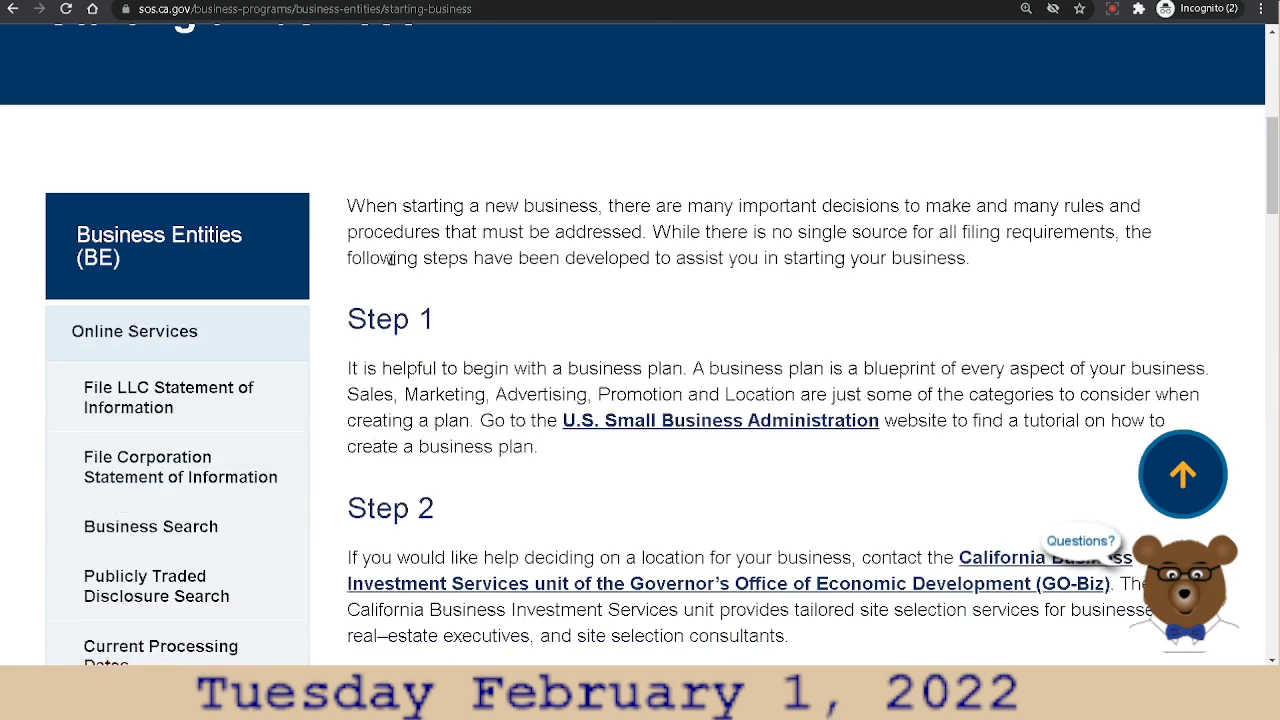 sos.ca.gov/business-programs/business-entities/starting-business
Incognito (2)
When starting a new business, there are many important decisions to make and many rules and
procedures that must be addressed. While there is no single source for all filing requirements, the
following steps have been developed to assist you in starting your business.
Business Entities
(BE)
Online Services
File LLC Statement of
Information
File Corporation
Statement of Information
Business Search
Publicly Traded
Disclosure Search
Current Processing
Dates
Step 1
It is helpful to begin with a business plan. A business plan is a blueprint of every aspect of your business.
Sales, Marketing, Advertising, Promotion and Location are just some of the categories to consider when
creating a plan. Go to the U.S. Small Business Administration website to find a tutorial on how to
create a business plan.
Step 2
If you would like help deciding on a location for your business, contact the California Business
Investment Services unit of the Governor's Office of Economic Development (GO-Biz). The
California Business Investment Services unit provides tailored site selection services for businesse
real–estate executives, and site selection consultants.
Questions?
Tuesday February 1, 2022